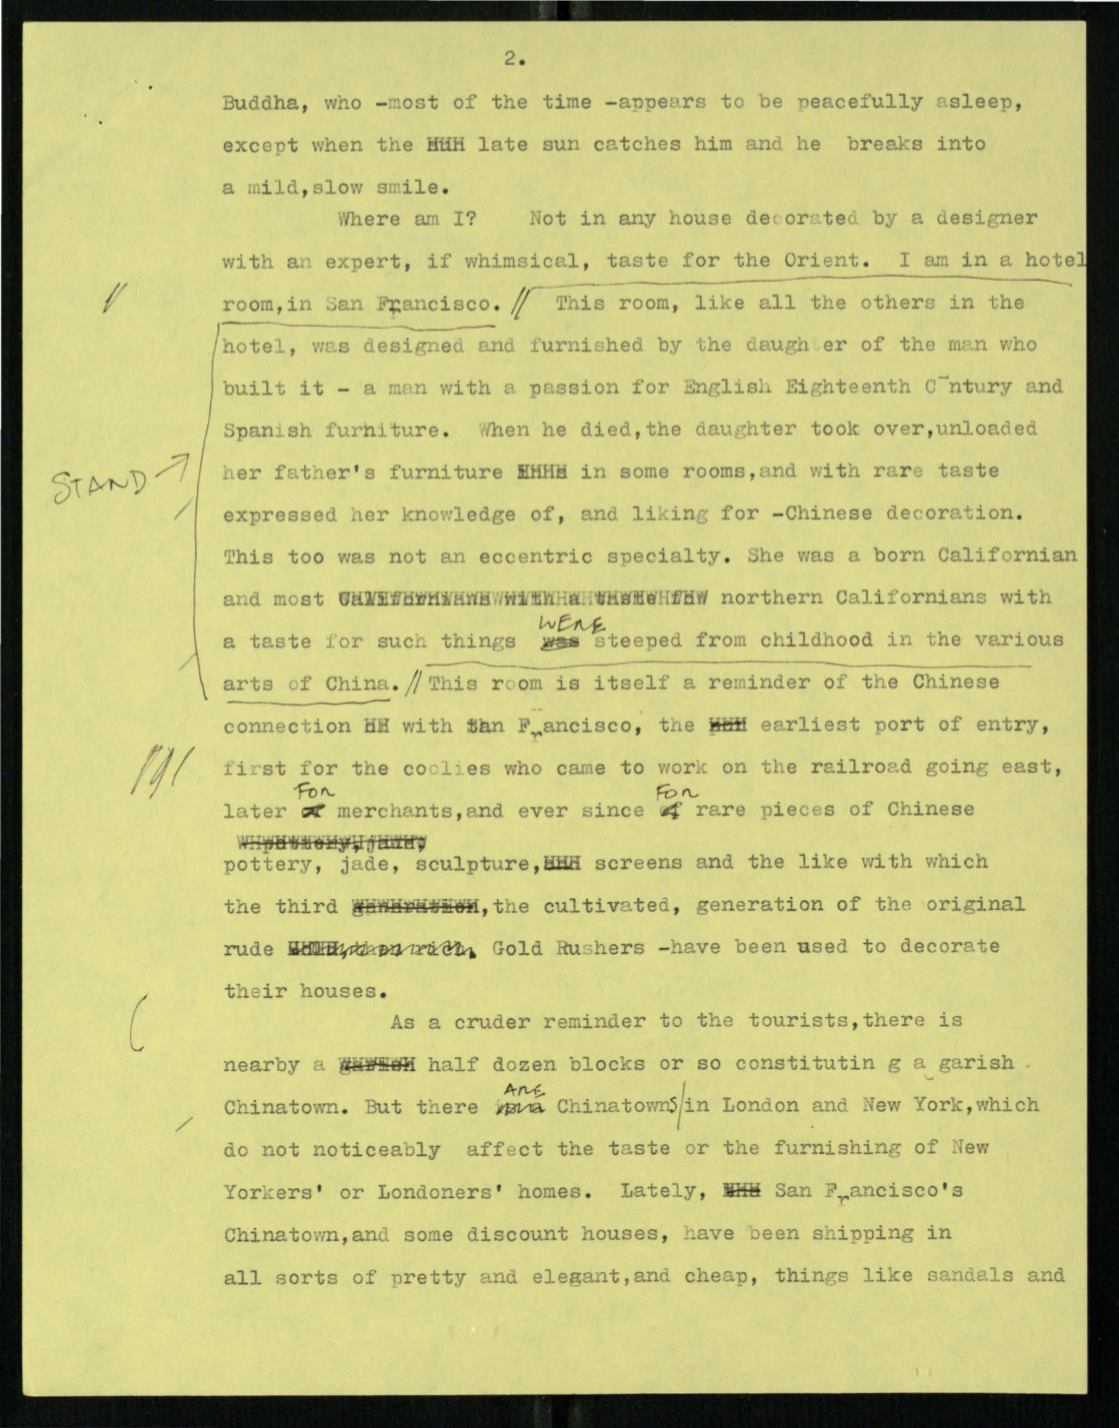 2.
Buddha, who -most of the time -appears to be peacefully asleep,
except when the late sun catches him and he breaks into
a mild,slow smile.
Where am I? Not in any house decorated by a designer
with an expert, if whimsical, taste for the Orient. I am in a hotel
room,in San Francisco. // This room, like all the others in the
hotel, was designed and furnished by the daugh er of the man who
built it - a man with a passion for English Eighteenth C ntury and
Spanish furniture. When he died,the daughter took over,unloaded
her father's furniture in some rooms,and with rare taste
STAND →
expressed her knowledge of, and liking for -Chinese decoration.
This too was not an eccentric specialty. She was a born Californian
and most Californians with a taste for northern Californians with
WERE
a taste for such things was steeped from childhood in the various
arts of China. // This room is itself a reminder of the Chinese
connection with San Francisco, the earliest port of entry,
first for the coolies who came to work on the railroad going east,
FOR FOR
later of merchants,and ever since of rare pieces of Chinese
pottery, jade,
pottery, jade, sculpture, screens and the like with which
the third generation,the cultivated, generation of the original
rude Gold Rushers -have been used to decorate
their houses.
As a cruder reminder to the tourists,there is
nearby a garish half dozen blocks or so constitutin g a garish
ARE
Chinatown. But there Chinatowns/in London and New York,which
do not noticeably affect the taste or the furnishing of New
Yorkers' or Londoners' homes. Lately, San Francisco's
Chinatown,and some discount houses, have been shipping in
all sorts of pretty and elegant,and cheap, things like sandals and